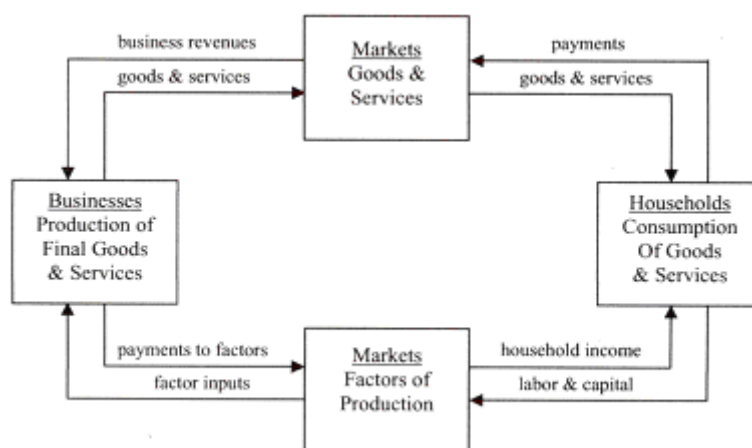 business revenues
goods & services
Markets
Goods &
Services
payments
goods & services
Businesses
Production of
Final Goods
& Services
Households
Consumption
Of Goods
& Services
payments to factors
factor inputs
Markets
Factors of
Production
household income
labor & capital